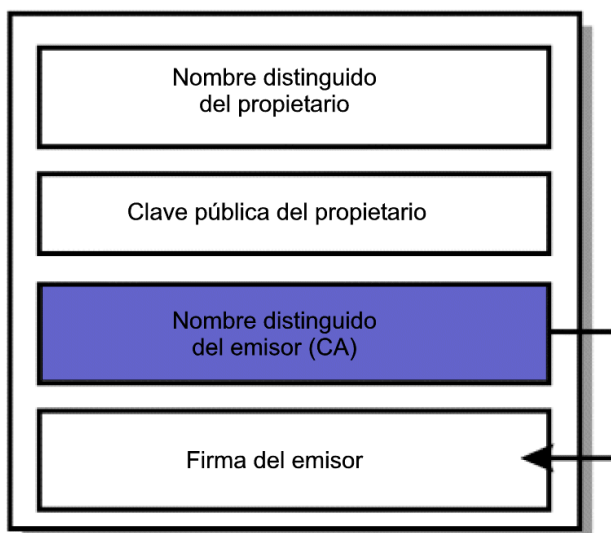 Nombre distinguido
del propietario
Clave pública del propietario
Nombre distinguido
del emisor (CA)
Firma del emisor